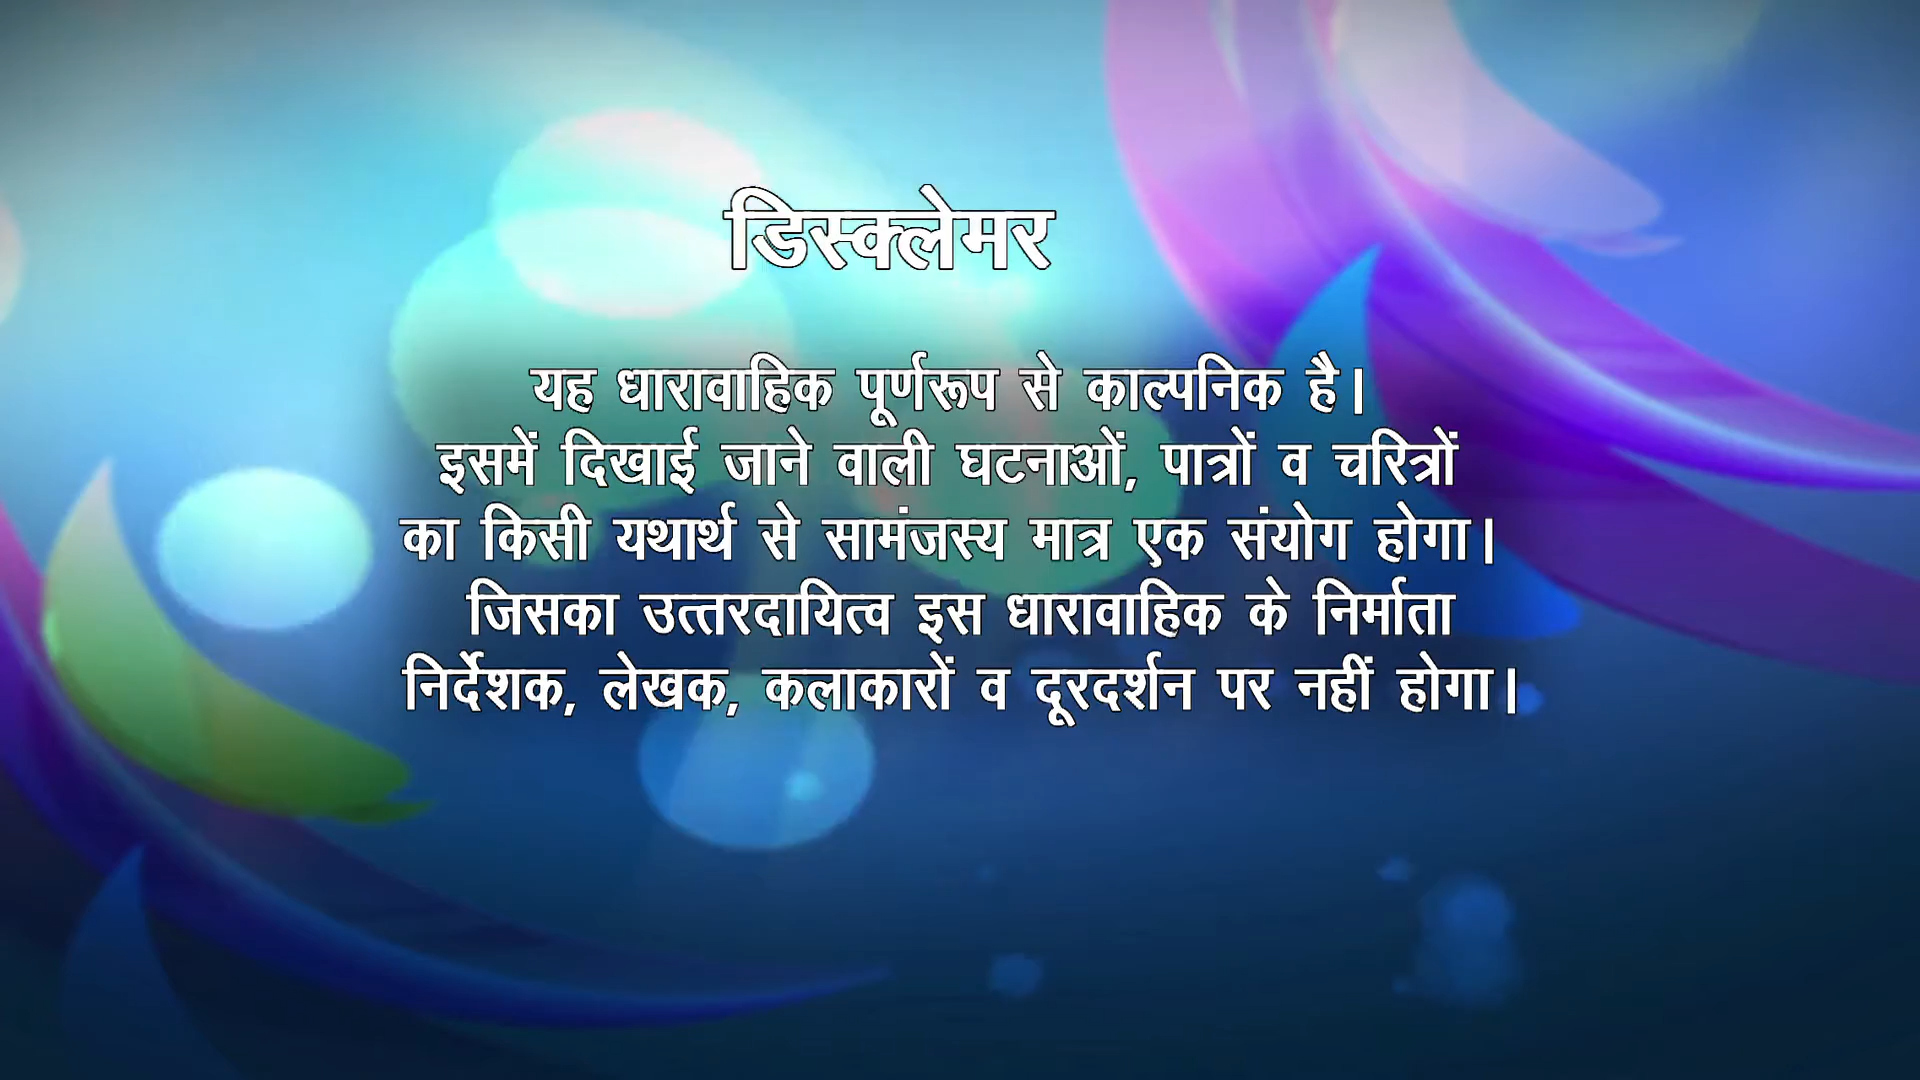 डिस्क्लेमर
यह धारावाहिक पूर्णरूप से काल्पनिक है।
इसमें दिखाई जाने वाली घटनाओं, पात्रों व चरित्रों
का किसी यथार्थ से सामंजस्य मात्र एक संयोग होगा।
जिसका उत्तरदायित्व इस धारावाहिक के निर्माता
निर्देशक, लेखक, कलाकारों व दूरदर्शन पर नहीं होगा।